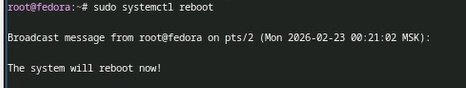 root@fedora:~# sudo systemctl reboot
Broadcast message from root@fedora on pts/2 (Mon 2026-02-23 00:21:02 MSK):
The system will reboot now!